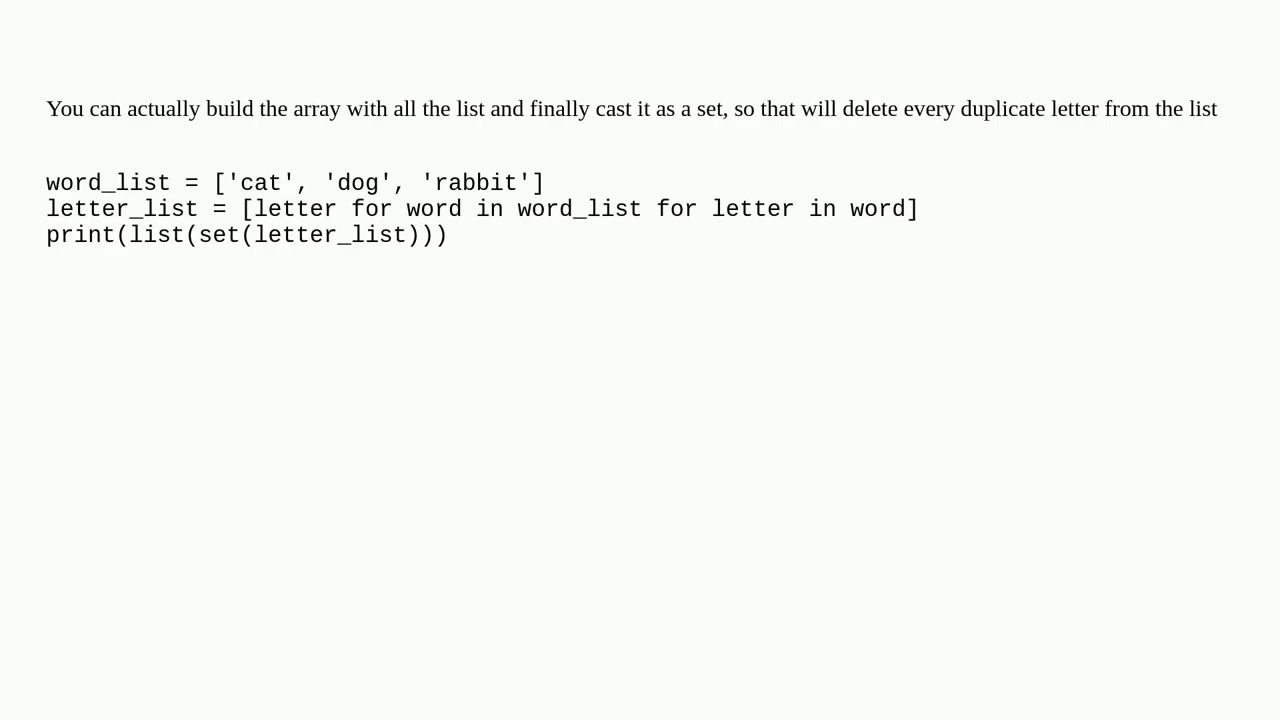 You can actually build the array with all the list and finally cast it as a set, so that will delete every duplicate letter from the list
word_list = ['cat', 'dog', 'rabbit']
letter_list = [letter for word in word_list for letter in word]
print(list(set(letter_list)))